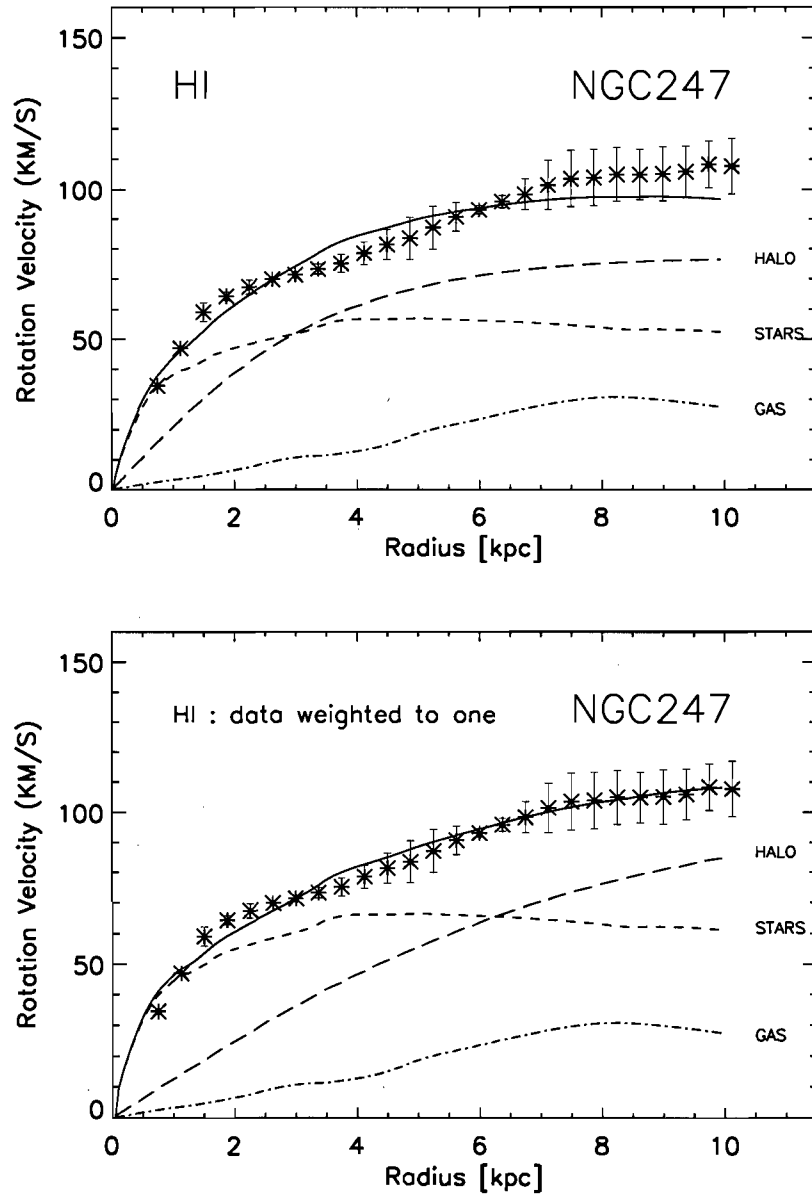 150
HI
NGC247
100
HALO
50
STARS
GAS
0
0
2
4
6
8
10
Rotation Velocity (KM/S)
Radius [kpc]
150
HI : data weighted to one
NGC247
100
HALO
50
STARS
GAS
0
0
2
4
6
8
10
Rotation Velocity (KM/S)
Radius [kpc]